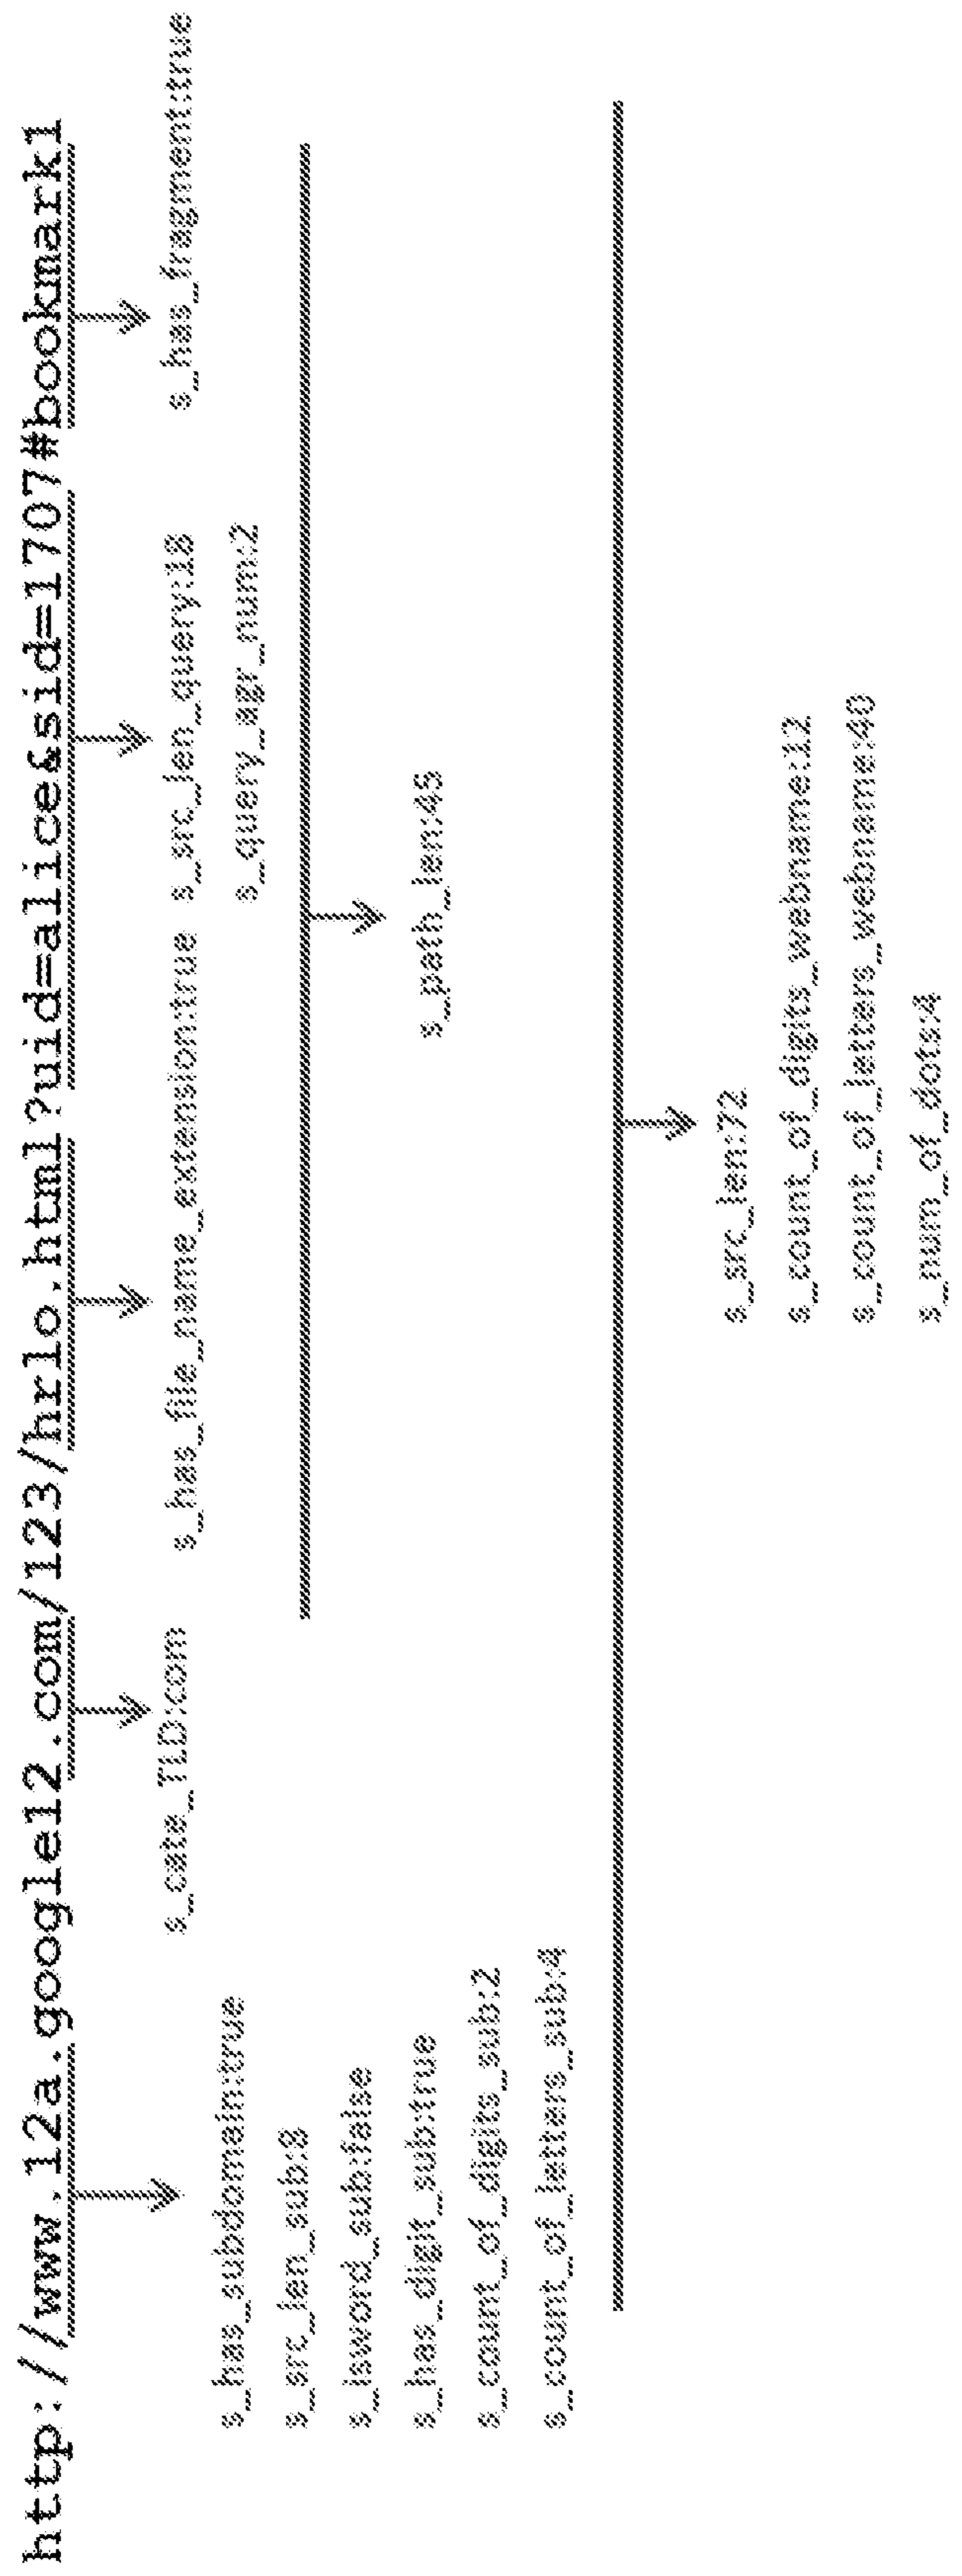 http://www.12a.google12.com/123/hrlo.html?uid=alice&sid=1707#bookmark1
s_has_subdomain:true
s_src_len_sub:8
s_isword_sub:false
s_has_digit_sub:true
s_count_of_digits_sub:2
s_count_of_letters_sub:4
s_cate_TLD:com
s_has_file_name_extension:true
s_src_len_query:18
s_query_agr_num:2
s_has_fragment:true
s_path_len:45
s_src_len:72
s_count_of_digits_webname:12
s_count_of_letters_webname:40
s_num_of_dots:4